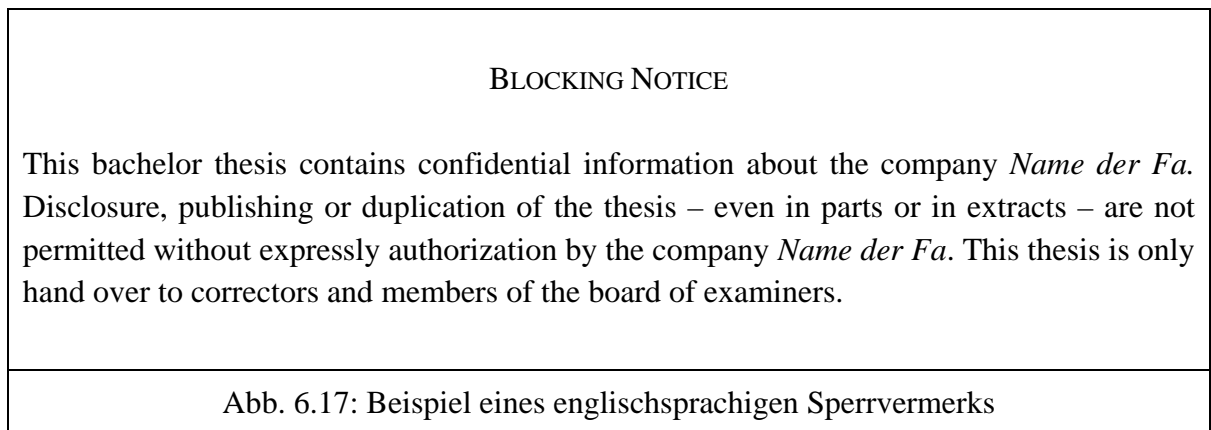 BLOCKING NOTICE
This bachelor thesis contains confidential information about the company Name der Fa.
Disclosure, publishing or duplication of the thesis – even in parts or in extracts – are not
permitted without expressly authorization by the company Name der Fa. This thesis is only
hand over to correctors and members of the board of examiners.
Abb. 6.17: Beispiel eines englischsprachigen Sperrvermerks